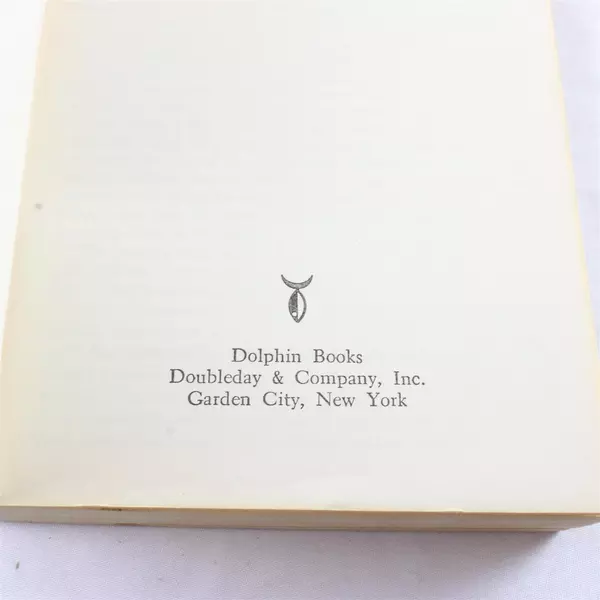 Dolphin Books
Doubleday & Company, Inc.
Garden City, New York